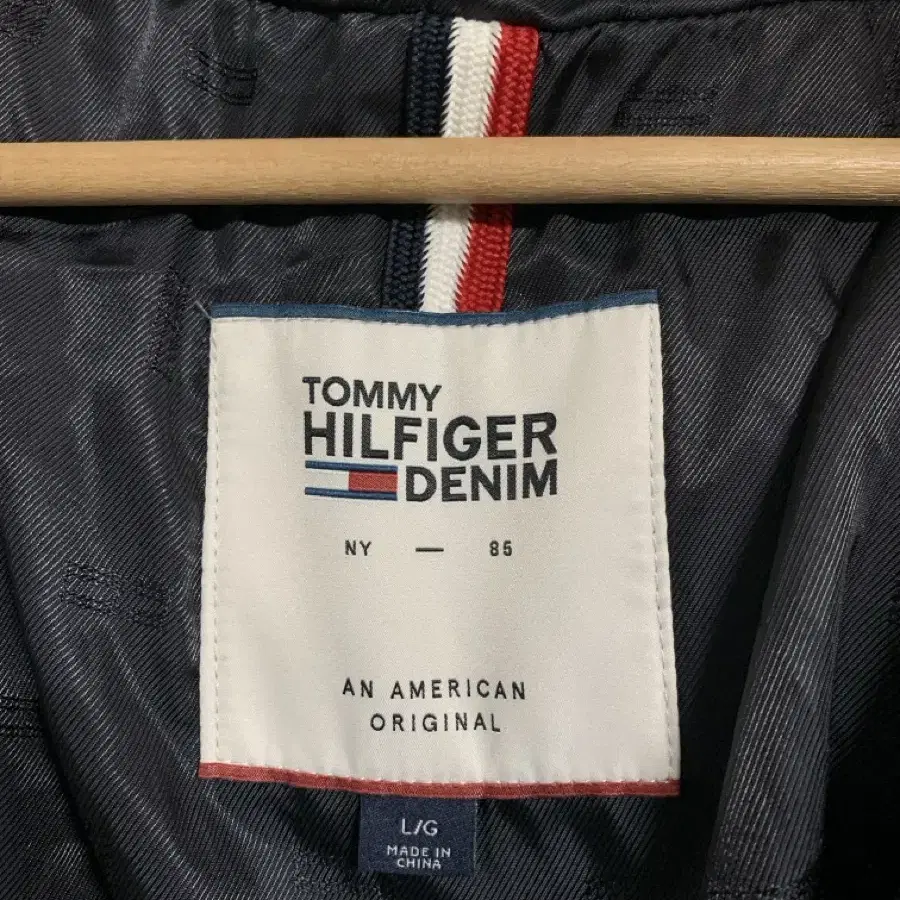 TOMMY
HILFIGER
DENIM
NY — 85
AN AMERICAN
ORIGINAL
L/G
MADE IN
CHINA